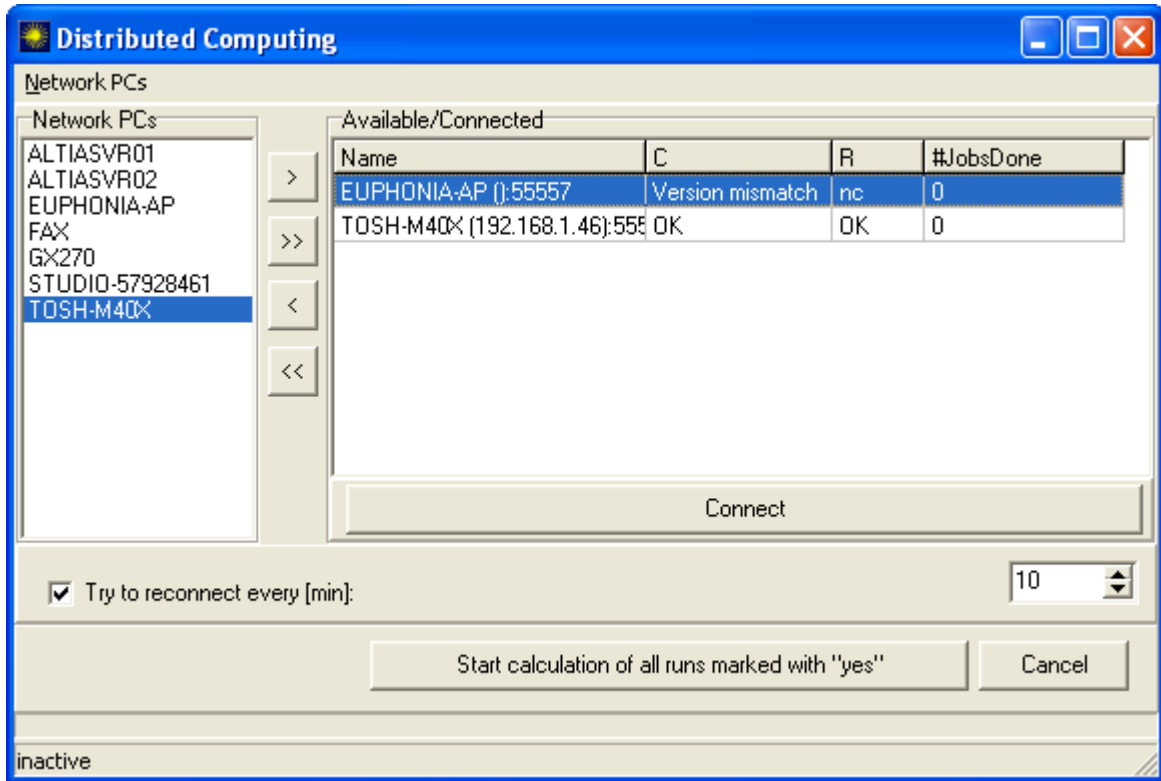 Distributed Computing
Network PCs
Network PCs
ALTIASVR01
ALTIASVR02
EUPHONIA-AP
FAX
GX270
STUDIO-57928461
TOSH-M40X
>
>>
<
<<
Available/Connected
Name C R #JobsDone
EUPHONIA-AP ():55557 Version mismatch nc 0
TOSH-M40X (192.168.1.46):555 OK OK 0
Connect
Try to reconnect every [min]: 10
Start calculation of all runs marked with "yes" Cancel
inactive